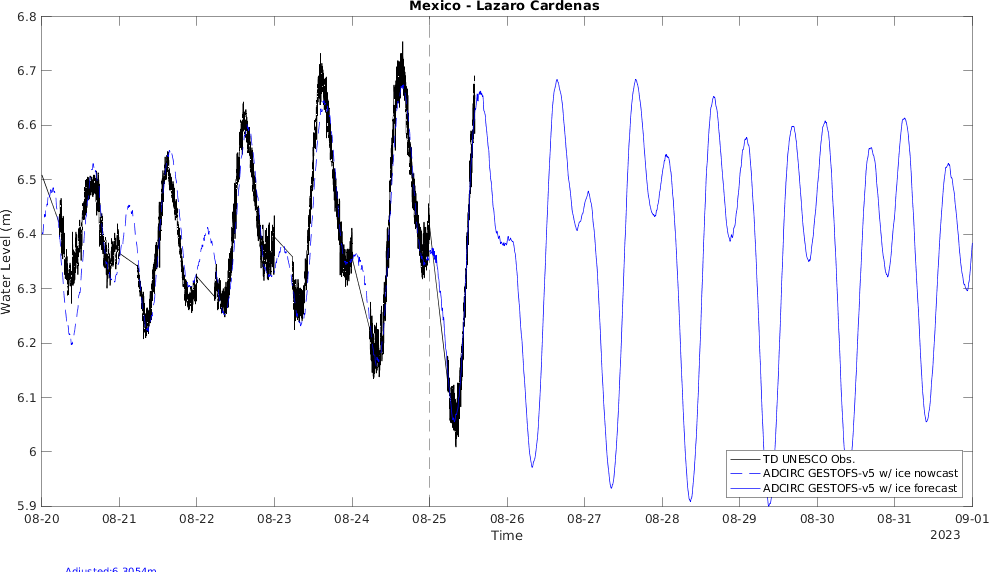 Mexico - Lazaro Cardenas
6.8
6.7
6.6
6.5
6.4
6.3
6.2
6.1
6
5.9
Water Level (m)
08-20 08-21 08-22 08-23 08-24 08-25 08-26 08-27 08-28 08-29 08-30 08-31 09-01
Time
2023
TD UNESCO Obs.
ADCIRC GESTOFS-v5 w/ ice nowcast
ADCIRC GESTOFS-v5 w/ ice forecast
Adjusted:6.3054m